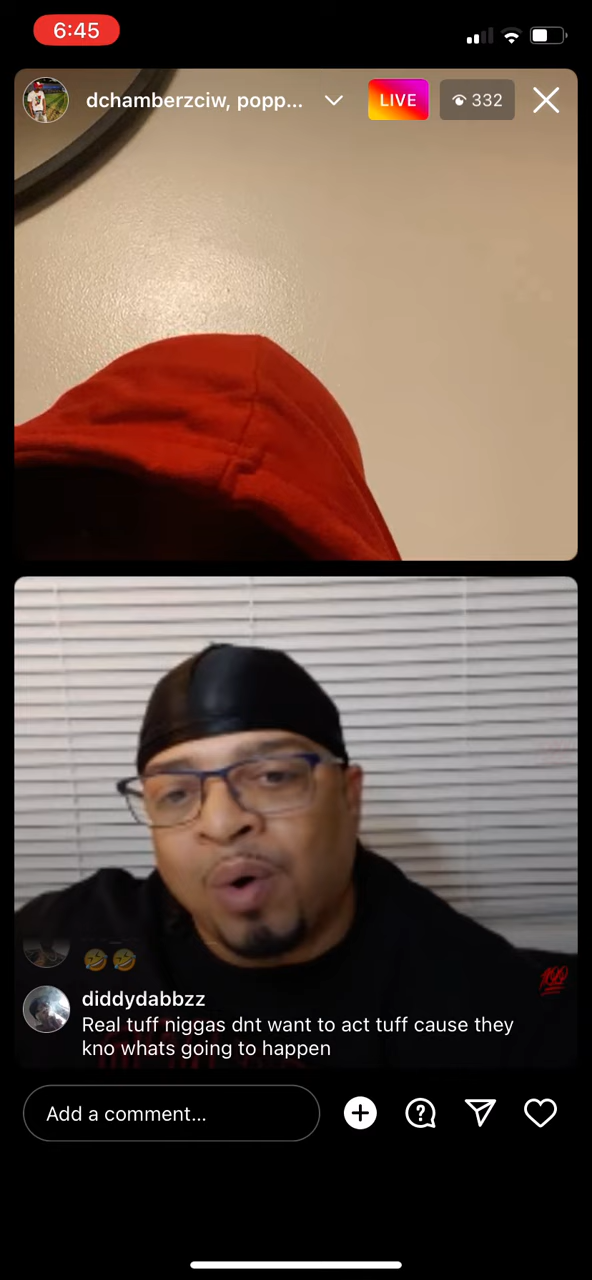 6:45
dchamberzciw, popp...
LIVE
332
💯
🤣🤣
diddydabbzz
Real tuff niggas dnt want to act tuff cause they
kno whats going to happen
Add a comment...